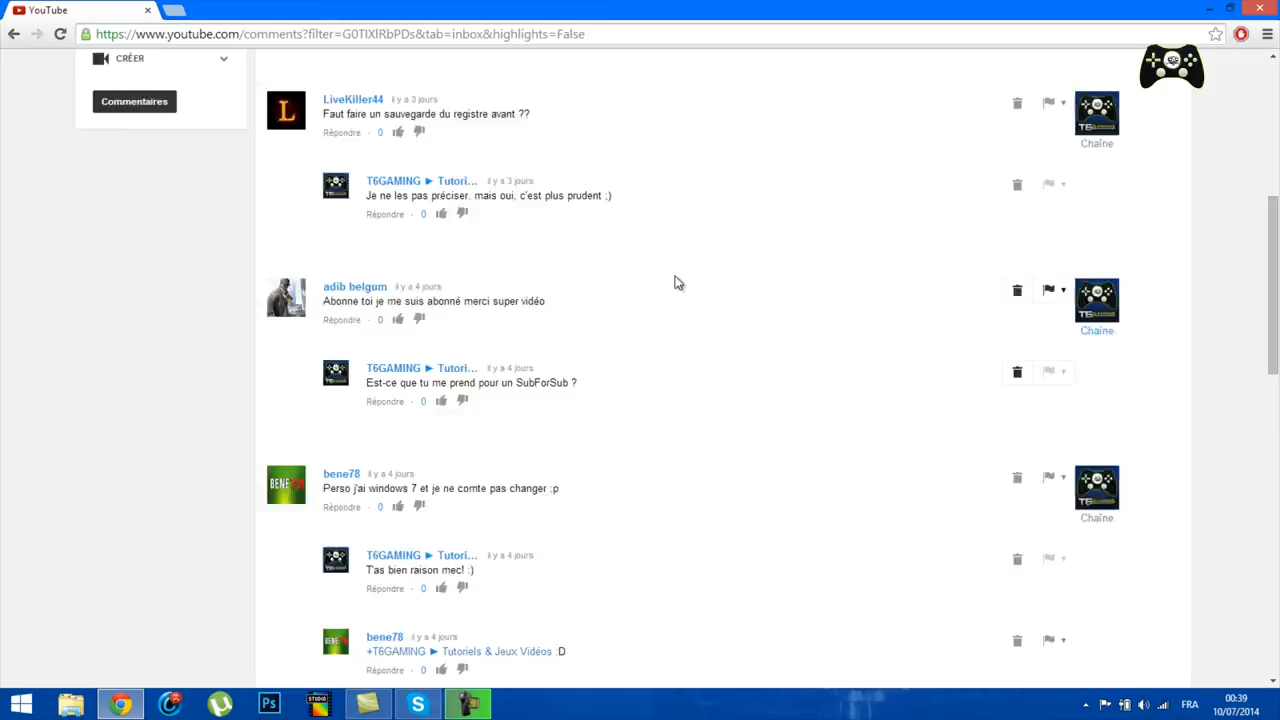 YouTube
https://www.youtube.com/comments?filter=G0TIXlRbPDs&tab=inbox&highlights=False
CRÉER
Commentaires
LiveKiller44 il y a 3 jours
Faut faire un sauvegarde du registre avant ??
Répondre · 0
Chaîne
T6GAMING ► Tutori... il y a 3 jours
Je ne les pas préciser, mais oui, c'est plus prudent ;)
Répondre · 0
adib belgum il y a 4 jours
Abonne toi je me suis abonné merci super vidéo
Répondre · 0
Chaîne
T6GAMING ► Tutori... il y a 4 jours
Est-ce que tu me prend pour un SubForSub ?
Répondre · 0
bene78 il y a 4 jours
Perso j'ai windows 7 et je ne comte pas changer :p
Répondre · 0
Chaîne
T6GAMING ► Tutori... il y a 4 jours
T'as bien raison mec! :)
Répondre · 0
bene78 il y a 4 jours
+T6GAMING ► Tutoriels & Jeux Vidéos :D
Répondre · 0
FRA
00:39
10/07/2014